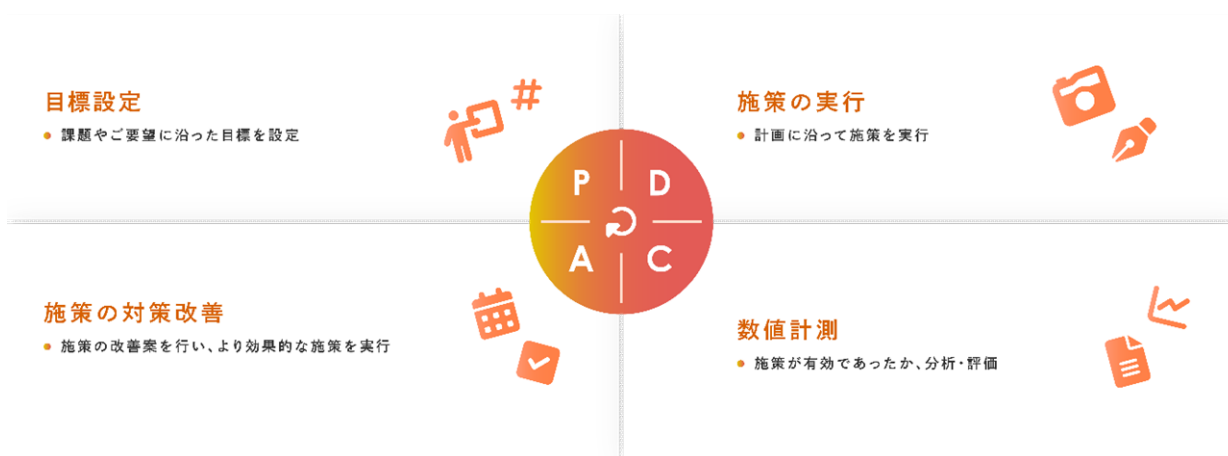 目標設定
課題やご要望に沿った目標を設定
#
施策の実行
計画に沿って施策を実行
P D
A C
施策の対策改善
施策の改善案を行い、より効果的な施策を実行
数値計測
施策が有効であったか、分析・評価